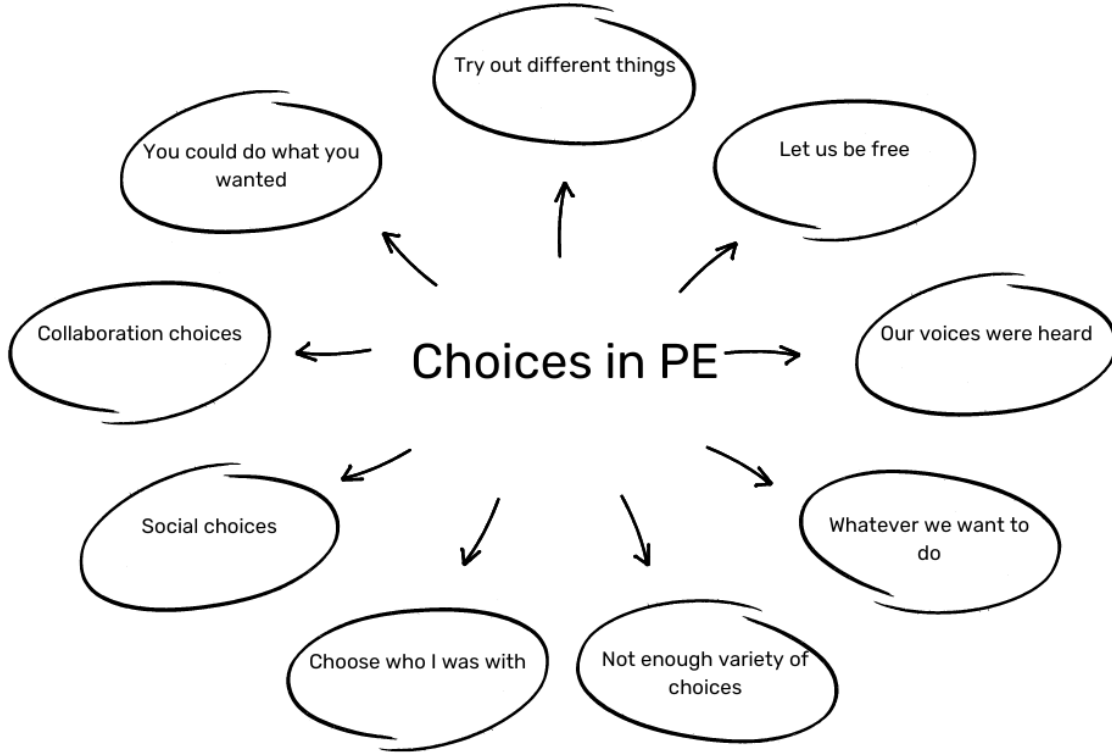 Try out different things
You could do what you
wanted
Let us be free
Collaboration choices
Choices in PE
Our voices were heard
Social choices
Whatever we want to
do
Choose who I was with
Not enough variety of
choices